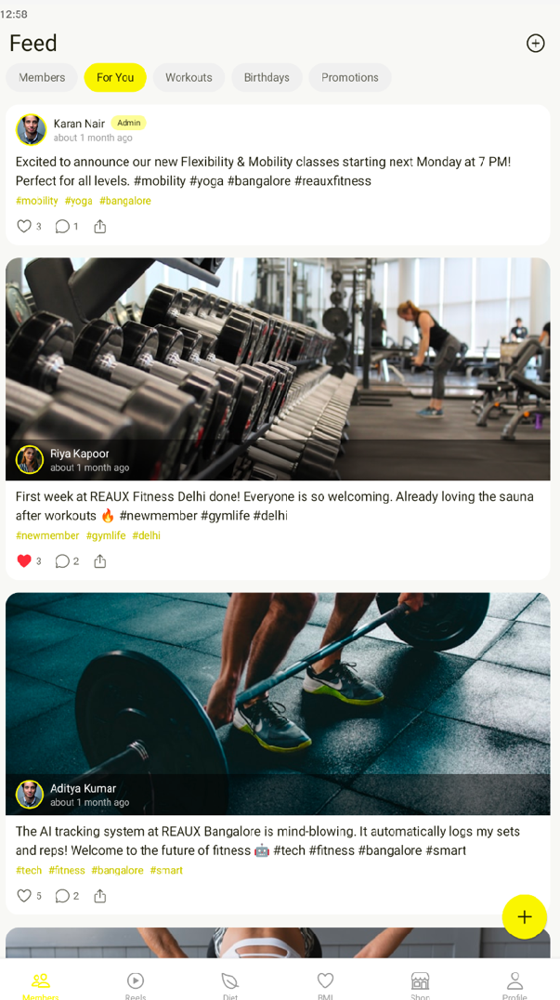 12:58
Feed
Members For You Workouts Birthdays Promotions
Karan Nair Admin
about 1 month ago
Excited to announce our new Flexibility & Mobility classes starting next Monday at 7 PM!
Perfect for all levels. #mobility #yoga #bangalore #reauxfitness
#mobility #yoga #bangalore
3 1
Riya Kapoor
about 1 month ago
First week at REAUX Fitness Delhi done! Everyone is so welcoming. Already loving the sauna
after workouts 🔥 #newmember #gymlife #delhi
#newmember #gymlife #delhi
3 2
Aditya Kumar
about 1 month ago
The AI tracking system at REAUX Bangalore is mind-blowing. It automatically logs my sets
and reps! Welcome to the future of fitness 🤖 #tech #fitness #bangalore #smart
#tech #fitness #bangalore #smart
5 2
Members Reels Diet BMI Shop Profile